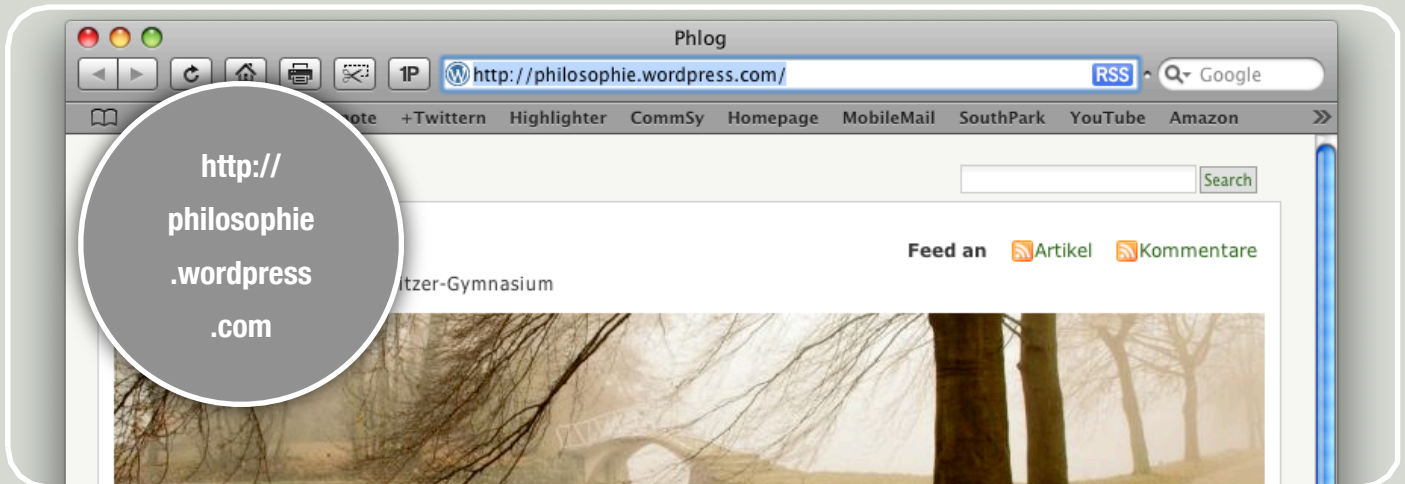 Phlog
1P http://philosophie.wordpress.com/ RSS Google
+Twittern Highlighter CommSy Homepage MobileMail SouthPark YouTube Amazon
http://
philosophie
.wordpress
.com
Search
Feed an Artikel Kommentare
itzer-Gymnasium